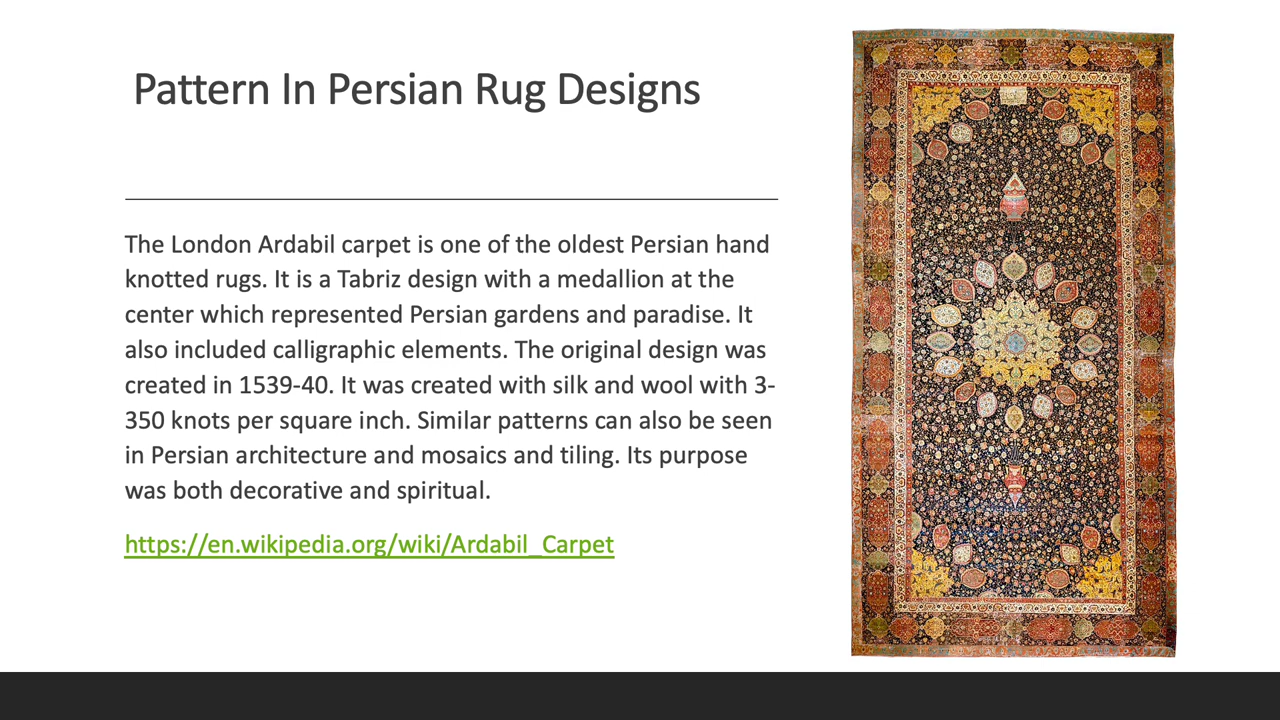 Pattern In Persian Rug Designs
The London Ardabil carpet is one of the oldest Persian hand
knotted rugs. It is a Tabriz design with a medallion at the
center which represented Persian gardens and paradise. It
also included calligraphic elements. The original design was
created in 1539-40. It was created with silk and wool with 3-
350 knots per square inch. Similar patterns can also be seen
in Persian architecture and mosaics and tiling. Its purpose
was both decorative and spiritual.
https://en.wikipedia.org/wiki/Ardabil_Carpet